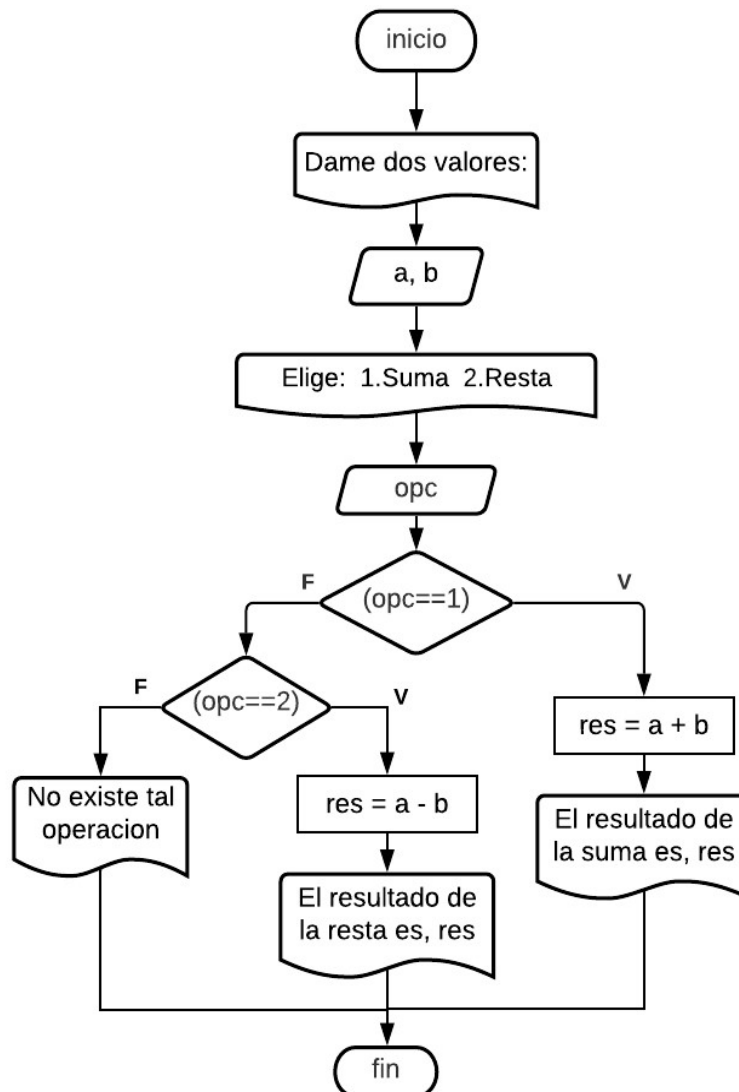 inicio
Dame dos valores:
a, b
Elige:  1.Suma  2.Resta
opc
F
(opc==1)
V
F
(opc==2)
V
res = a + b
No existe tal
operacion
res = a - b
El resultado de
la suma es, res
El resultado de
la resta es, res
fin